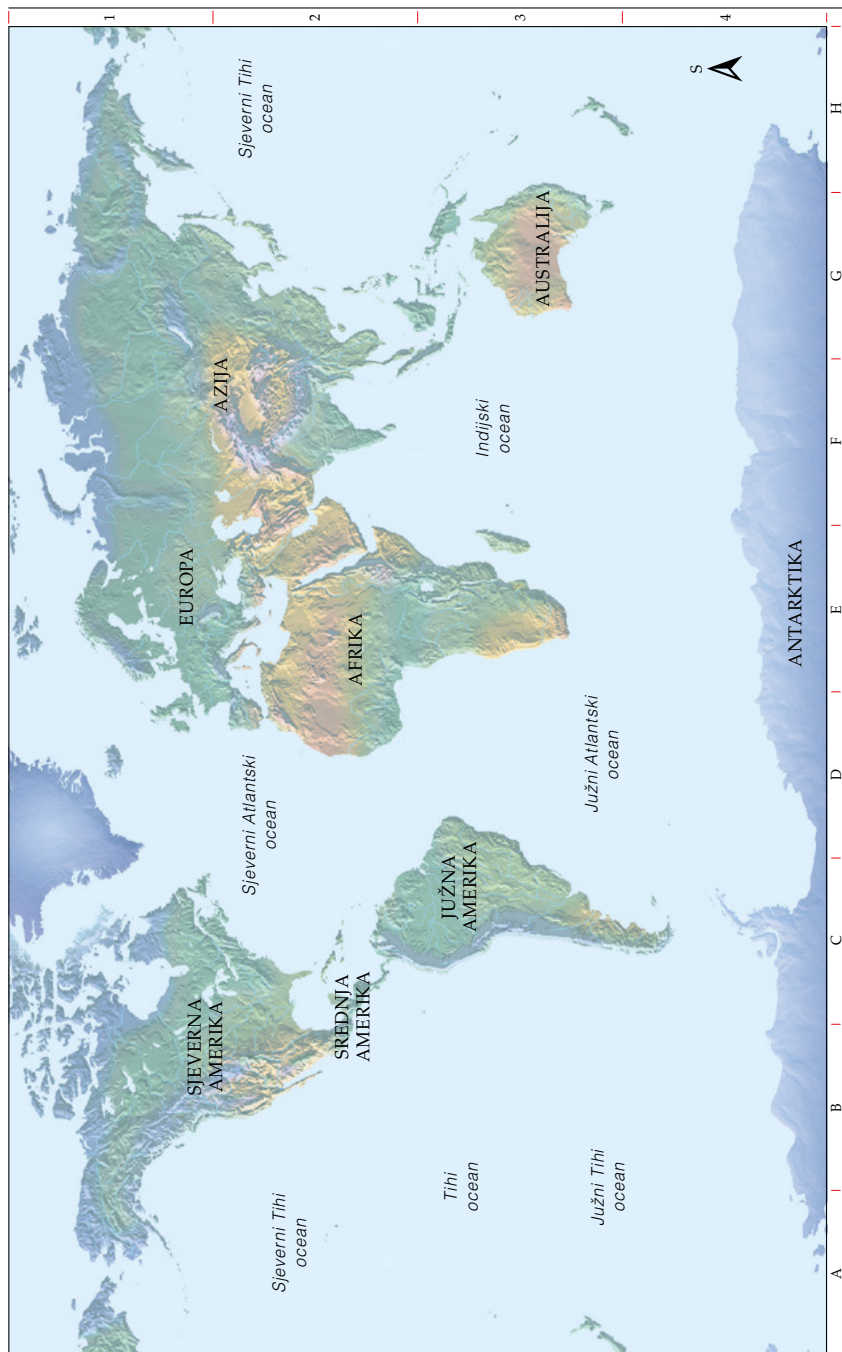 1
2
3
4
A
B
C
D
E
F
G
H
S
SJEVERNA
AMERIKA
SREDNJA
AMERIKA
JUŽNA
AMERIKA
EUROPA
AZIJA
AFRIKA
AUSTRALIJA
ANTARKTIKA
Sjeverni Tihi
ocean
Tihi
ocean
Južni Tihi
ocean
Sjeverni Atlantski
ocean
Južni Atlantski
ocean
Indijski
ocean
Sjeverni Tihi
ocean